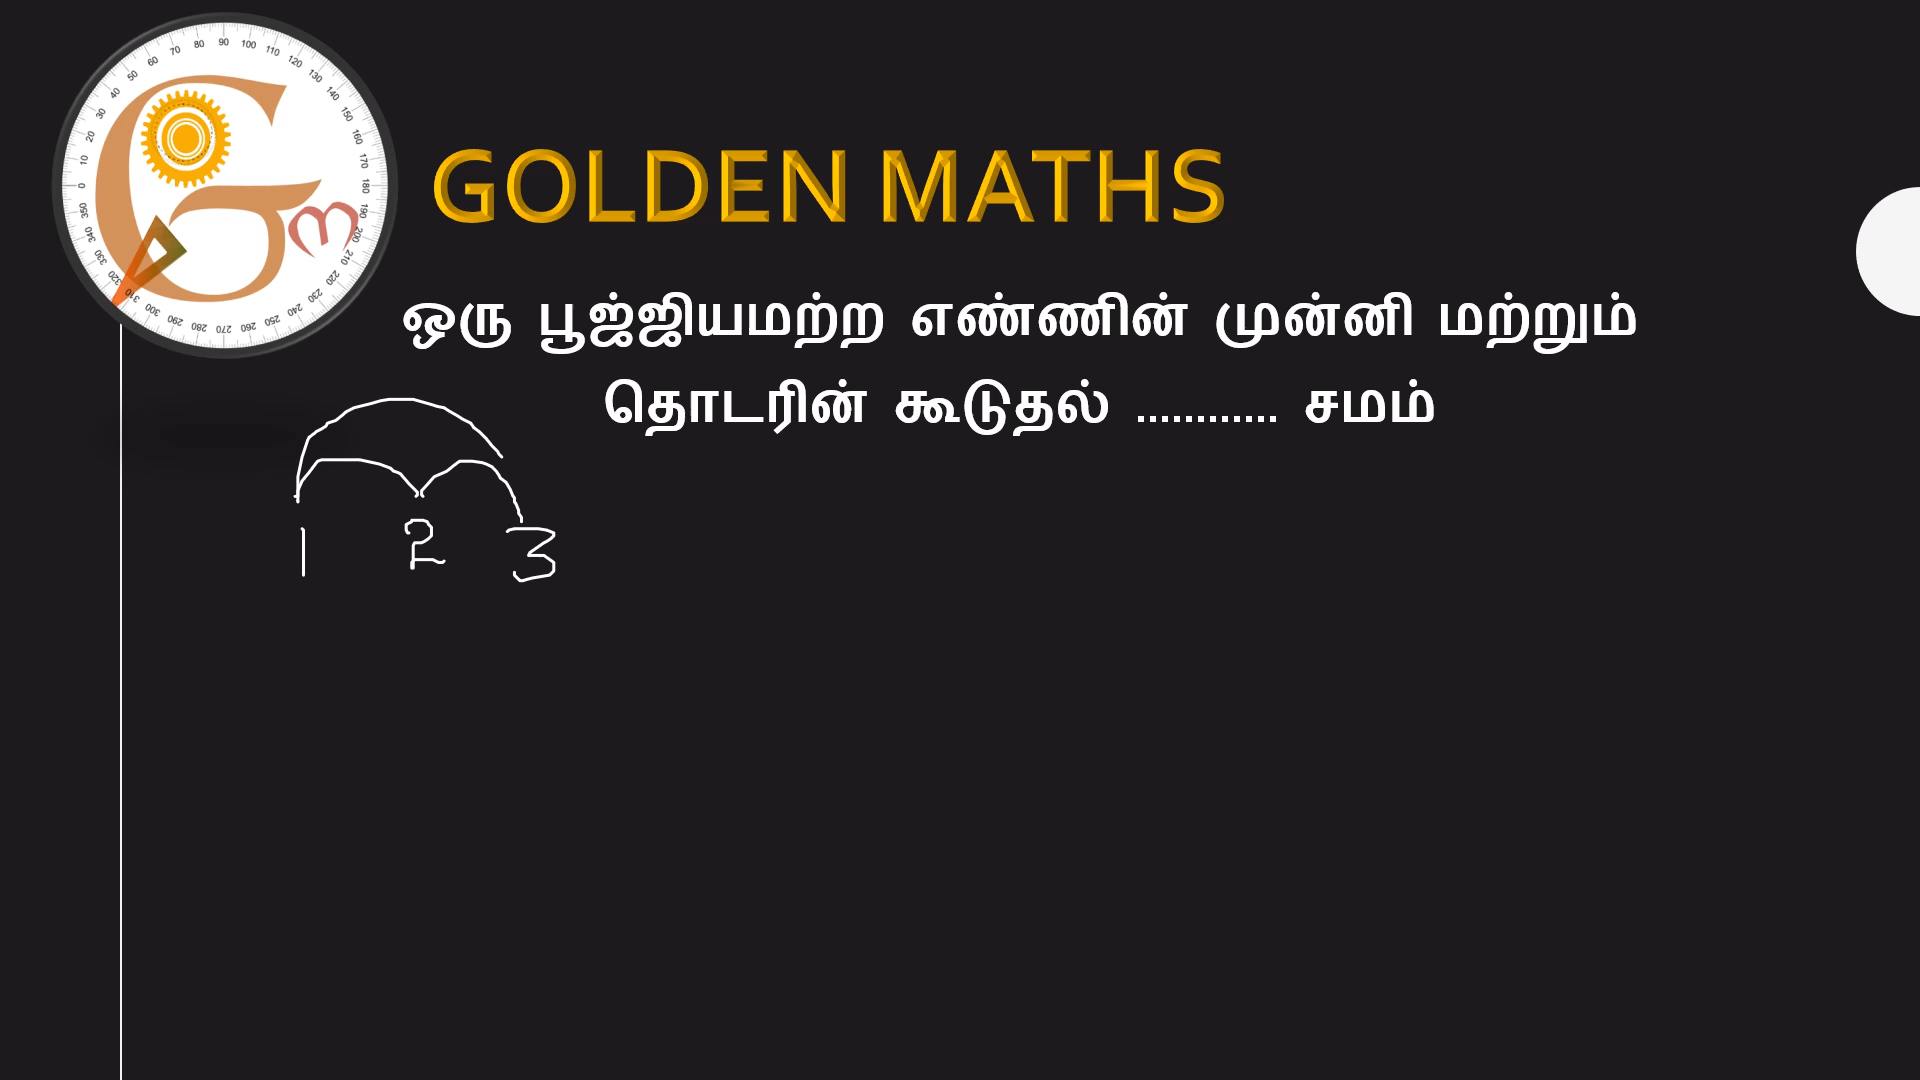 GOLDEN MATHS
ஒரு பூஜ்ஜியமற்ற எண்ணின் முன்னி மற்றும்
தொடரின் கூடுதல் ............ சமம்
1 2 3